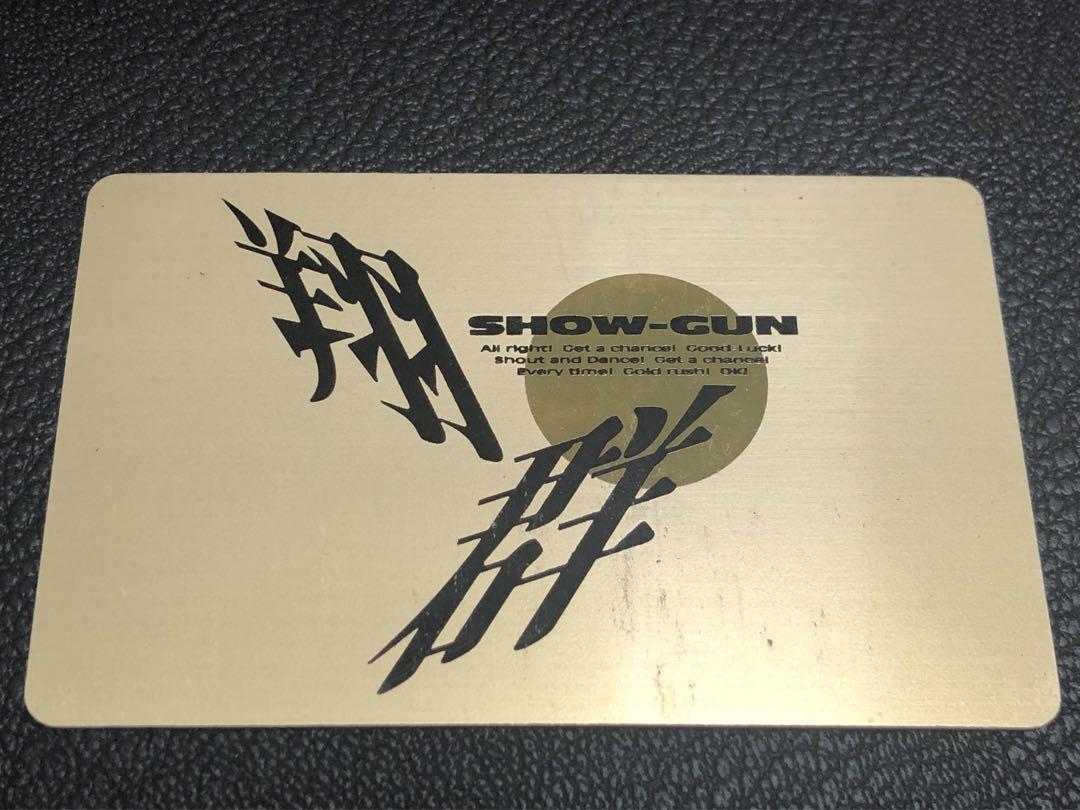 翔
SHOW-GUN
All right! Get a chance! Good-Luck!
Shout and Dance! Get a chance!
Every time! Gold rush! OK!
群